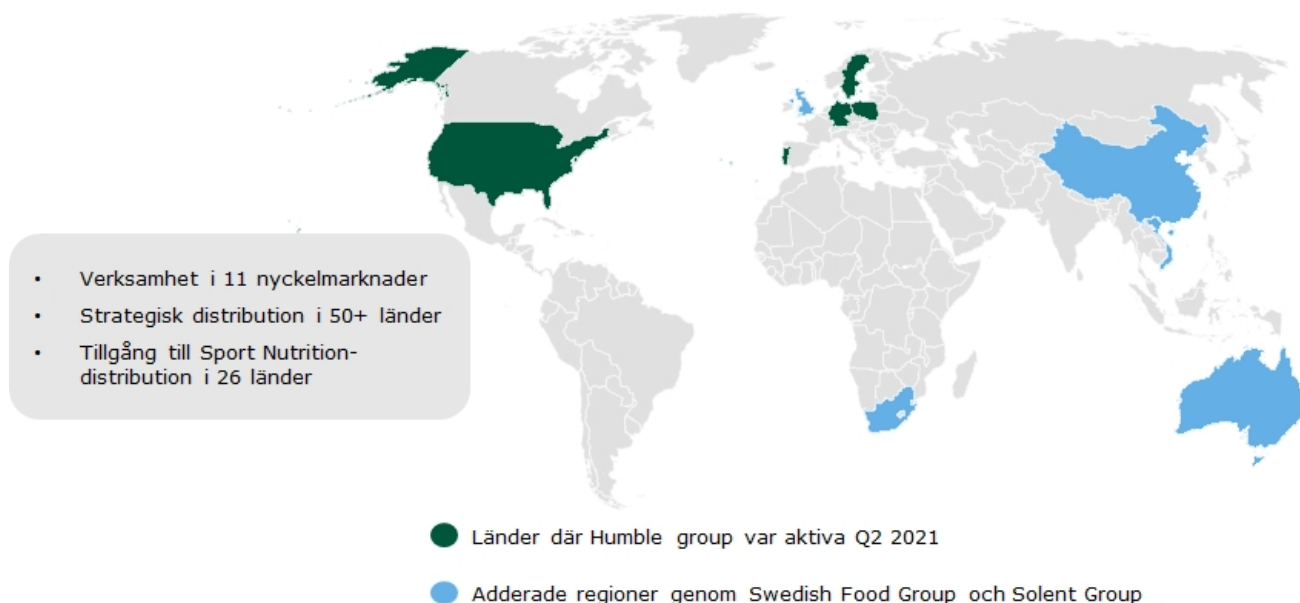 • Verksamhet i 11 nyckelmarknader
• Strategisk distribution i 50+ länder
• Tillgång till Sport Nutrition-
distribution i 26 länder
Länder där Humble group var aktiva Q2 2021
Adderade regioner genom Swedish Food Group och Solent Group